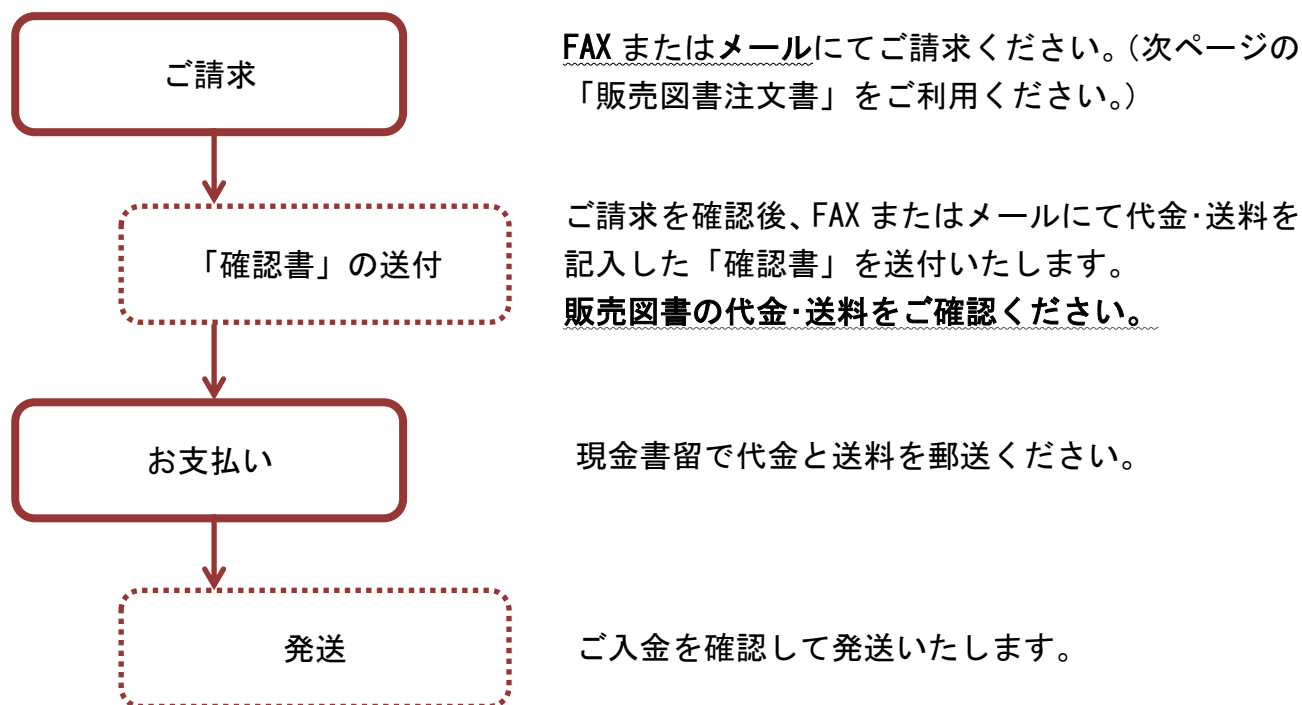 ご請求
FAX またはメールにてご請求ください。(次ページの
「販売図書注文書」をご利用ください。)
「確認書」の送付
ご請求を確認後、FAX またはメールにて代金･送料を
記入した「確認書」を送付いたします。
販売図書の代金･送料をご確認ください。
お支払い
現金書留で代金と送料を郵送ください。
発送
ご入金を確認して発送いたします。